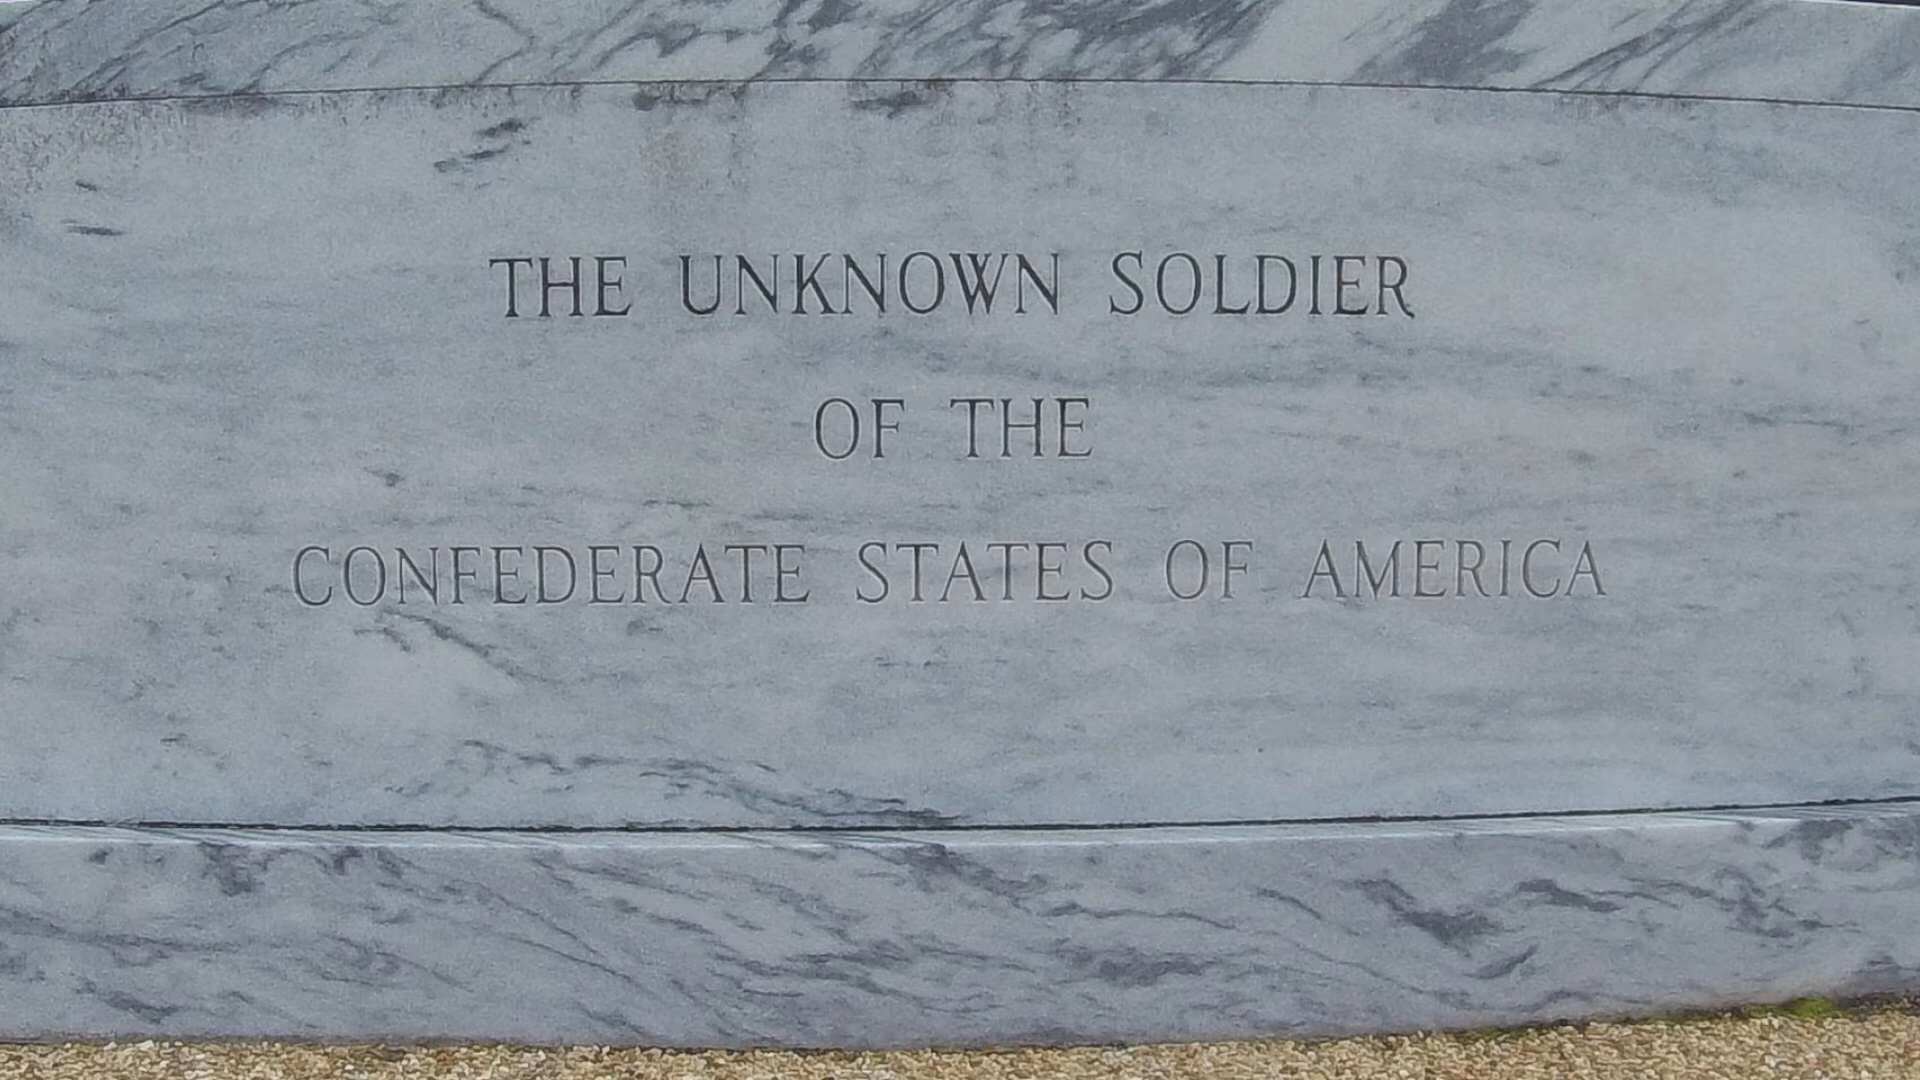 THE UNKNOWN SOLDIER
OF THE
CONFEDERATE STATES OF AMERICA